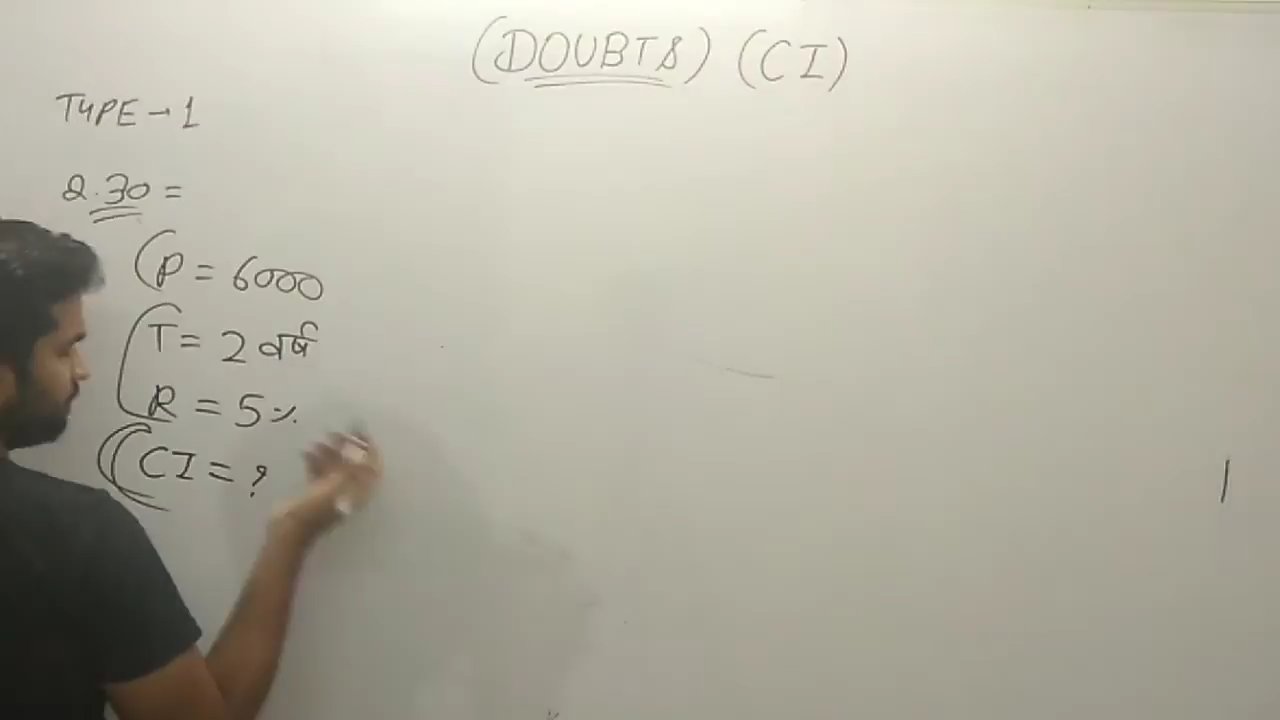 (DOUBTS) (CI)
TYPE → 1
Q.30 =
P = 6000
T = 2 वर्ष
R = 5%
CI = ?